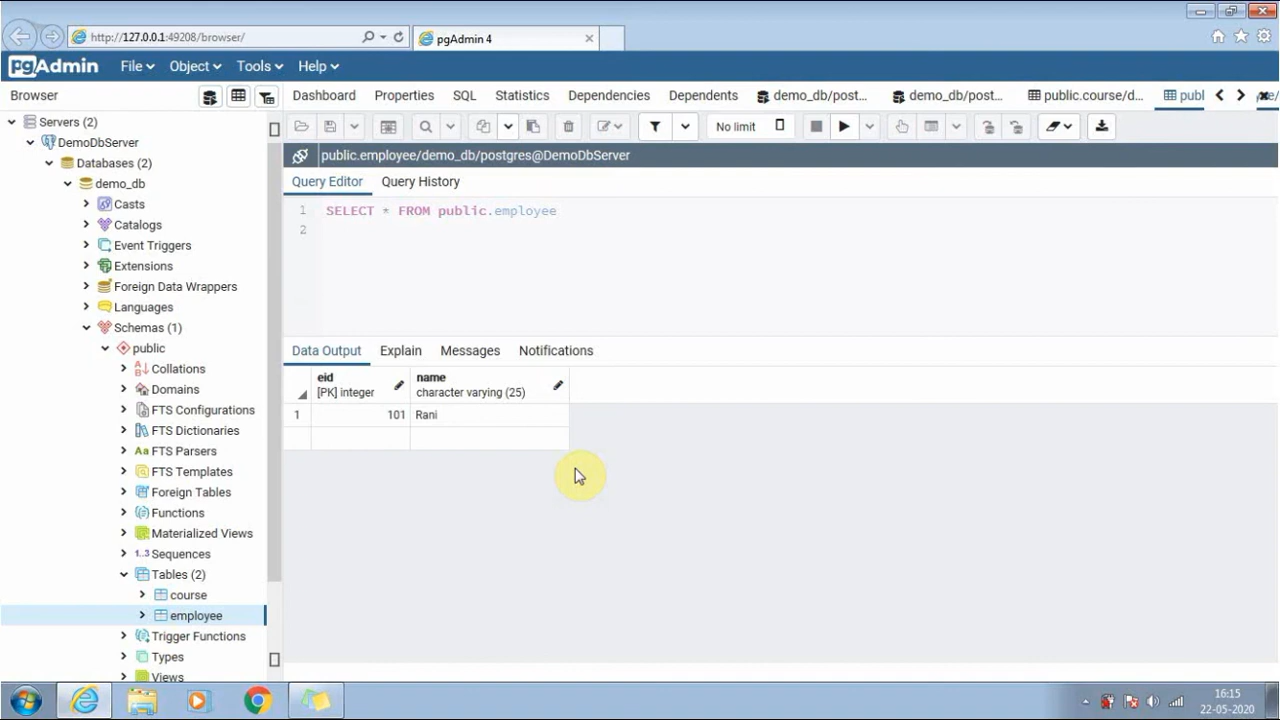 http://127.0.0.1:49208/browser/
pgAdmin 4
pgAdmin
File
Object
Tools
Help
Browser
Dashboard
Properties
SQL
Statistics
Dependencies
Dependents
demo_db/post...
demo_db/post...
public.course/d...
publ
Servers (2)
DemoDbServer
Databases (2)
demo_db
Casts
Catalogs
Event Triggers
Extensions
Foreign Data Wrappers
Languages
Schemas (1)
public
Collations
Domains
FTS Configurations
FTS Dictionaries
Aa FTS Parsers
FTS Templates
Foreign Tables
Functions
Materialized Views
1..3 Sequences
Tables (2)
course
employee
Trigger Functions
Types
Views
No limit
public.employee/demo_db/postgres@DemoDbServer
Query Editor
Query History
1 SELECT * FROM public.employee
2
Data Output
Explain
Messages
Notifications
eid
[PK] integer
name
character varying (25)
1 101 Rani
16:15
22-05-2020